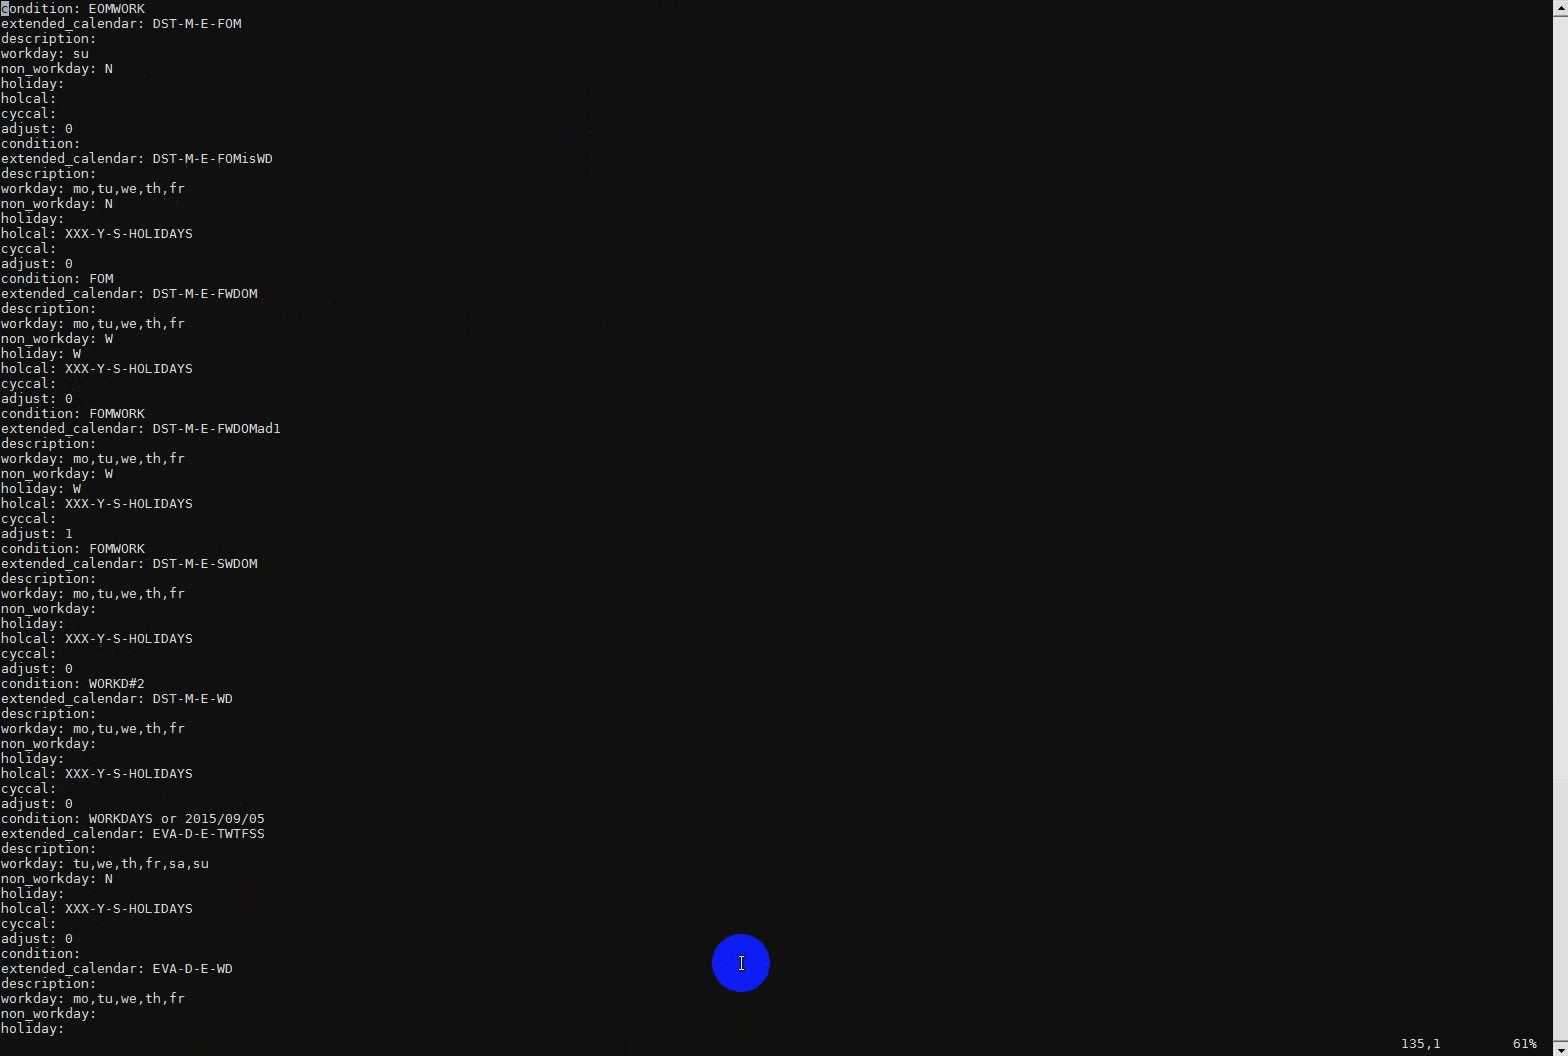 condition: EOMWORK
extended_calendar: DST-M-E-FOM
description:
workday: su
non_workday: N
holiday:
holcal:
cyccal:
adjust: 0
condition:
extended_calendar: DST-M-E-FOMisWD
description:
workday: mo,tu,we,th,fr
non_workday: N
holiday:
holcal: XXX-Y-S-HOLIDAYS
cyccal:
adjust: 0
condition: FOM
extended_calendar: DST-M-E-FWDOM
description:
workday: mo,tu,we,th,fr
non_workday: W
holiday: W
holcal: XXX-Y-S-HOLIDAYS
cyccal:
adjust: 0
condition: FOMWORK
extended_calendar: DST-M-E-FWDOMad1
description:
workday: mo,tu,we,th,fr
non_workday: W
holiday: W
holcal: XXX-Y-S-HOLIDAYS
cyccal:
adjust: 1
condition: FOMWORK
extended_calendar: DST-M-E-SWDOM
description:
workday: mo,tu,we,th,fr
non_workday:
holiday:
holcal: XXX-Y-S-HOLIDAYS
cyccal:
adjust: 0
condition: WORKD#2
extended_calendar: DST-M-E-WD
description:
workday: mo,tu,we,th,fr
non_workday:
holiday:
holcal: XXX-Y-S-HOLIDAYS
cyccal:
adjust: 0
condition: WORKDAYS or 2015/09/05
extended_calendar: EVA-D-E-TWTFSS
description:
workday: tu,we,th,fr,sa,su
non_workday: N
holiday:
holcal: XXX-Y-S-HOLIDAYS
cyccal:
adjust: 0
condition:
extended_calendar: EVA-D-E-WD
description:
workday: mo,tu,we,th,fr
non_workday:
holiday:
135,1 61%